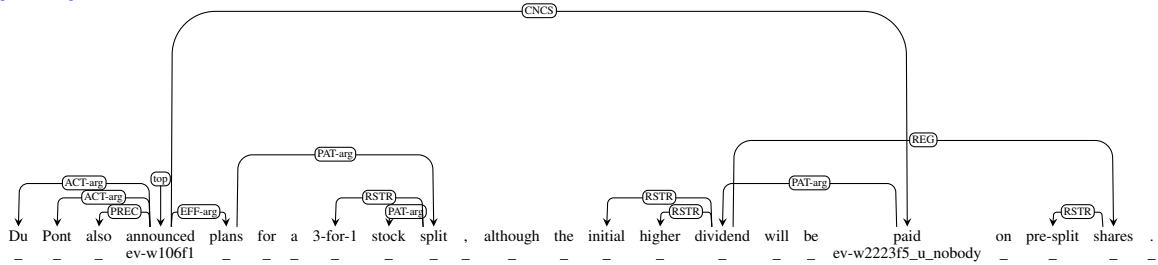 CNCS
REG
PAT-arg
ACT-arg top PAT-arg
ACT-arg RSTR RSTR
PREC EFF-arg PAT-arg RSTR RSTR
Du Pont also announced plans for a 3-for-1 stock split , although the initial higher dividend will be paid on pre-split shares .
_ _ _ ev-w106f1 _ _ _ _ _ _ _ _ _ _ _ _ _ _ ev-w2223f5_u_nobody _ _ _ _